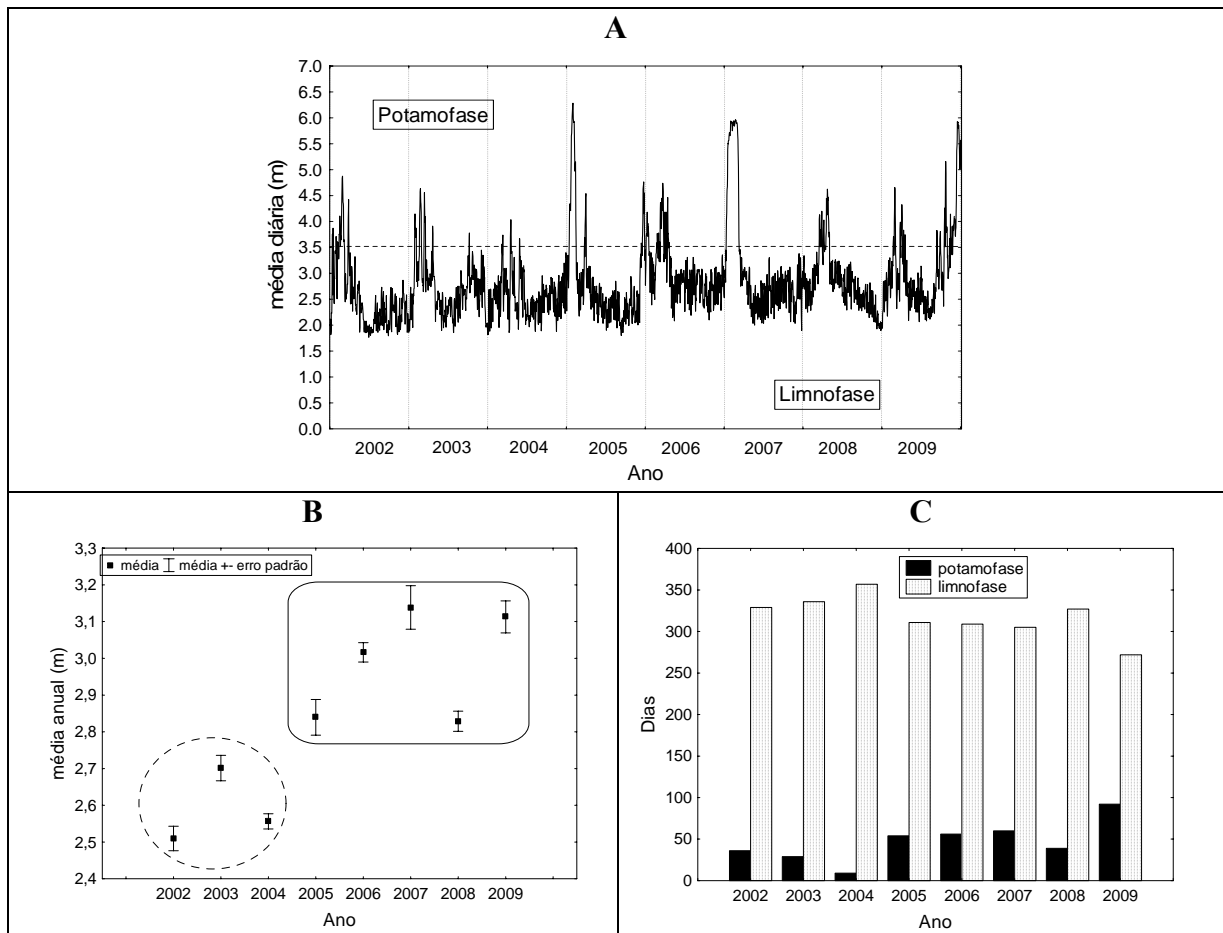 A
média diária (m)
7.0
6.5
6.0
5.5
5.0
4.5
4.0
3.5
3.0
2.5
2.0
1.5
1.0
0.5
0.0
Potamofase
Limnofase
2002 2003 2004 2005 2006 2007 2008 2009
Ano
B
média anual (m)
3,3
3,2
3,1
3,0
2,9
2,8
2,7
2,6
2,5
2,4
média média +- erro padrão
2002 2003 2004 2005 2006 2007 2008 2009
Ano
C
Dias
400
350
300
250
200
150
100
50
0
potamofase
limnofase
2002 2003 2004 2005 2006 2007 2008 2009
Ano